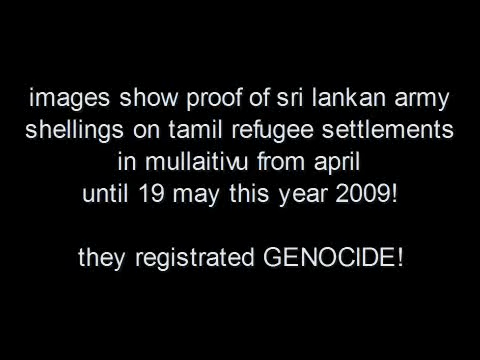 images show proof of sri lankan army
shellings on tamil refugee settlements
in mullaitivu from april
until 19 may this year 2009!
they registrated GENOCIDE!